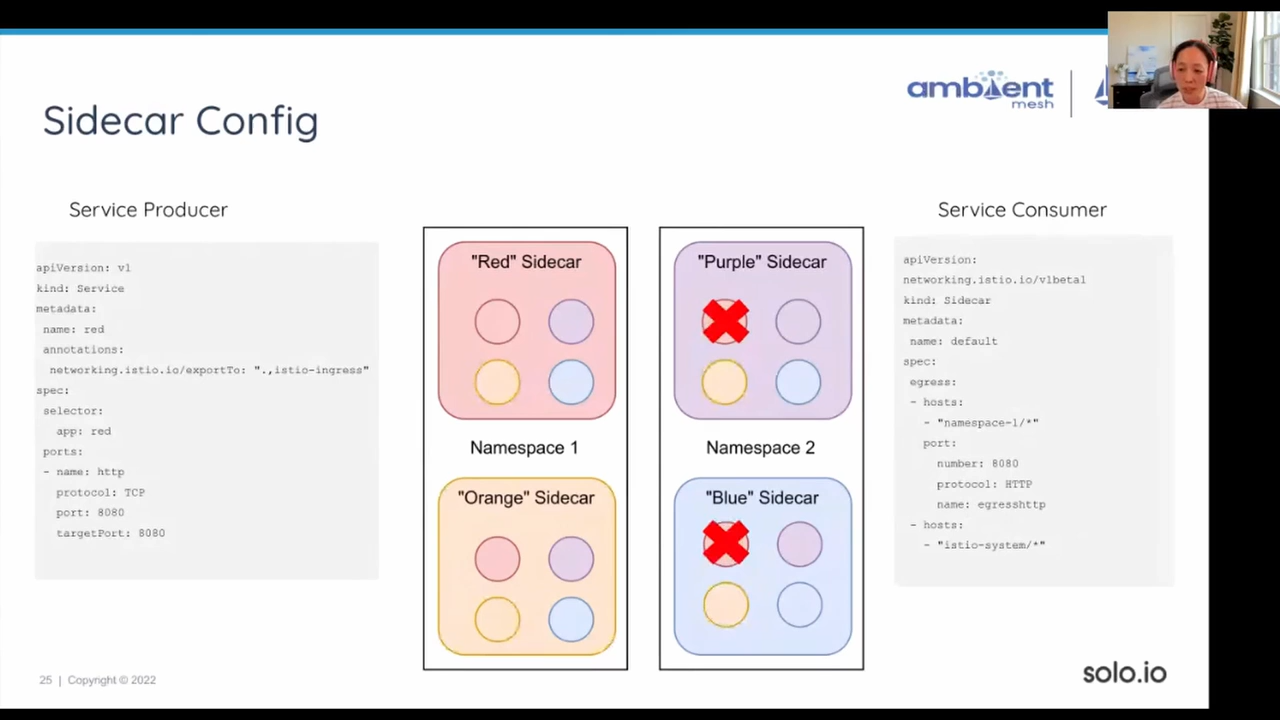 ambient
mesh
Sidecar Config
Service Producer
Service Consumer
apiVersion: v1
kind: Service
metadata:
name: red
annotations:
networking.istio.io/exportTo: ".,istio-ingress"
spec:
selector:
app: red
ports:
- name: http
protocol: TCP
port: 8080
targetPort: 8080
"Red" Sidecar
Namespace 1
"Orange" Sidecar
"Purple" Sidecar
Namespace 2
"Blue" Sidecar
apiVersion:
networking.istio.io/v1beta1
kind: Sidecar
metadata:
name: default
spec:
egress:
- hosts:
- "namespace-1/*"
port:
number: 8080
protocol: HTTP
name: egresshttp
- hosts:
- "istio-system/*"
25 | Copyright © 2022
solo.io